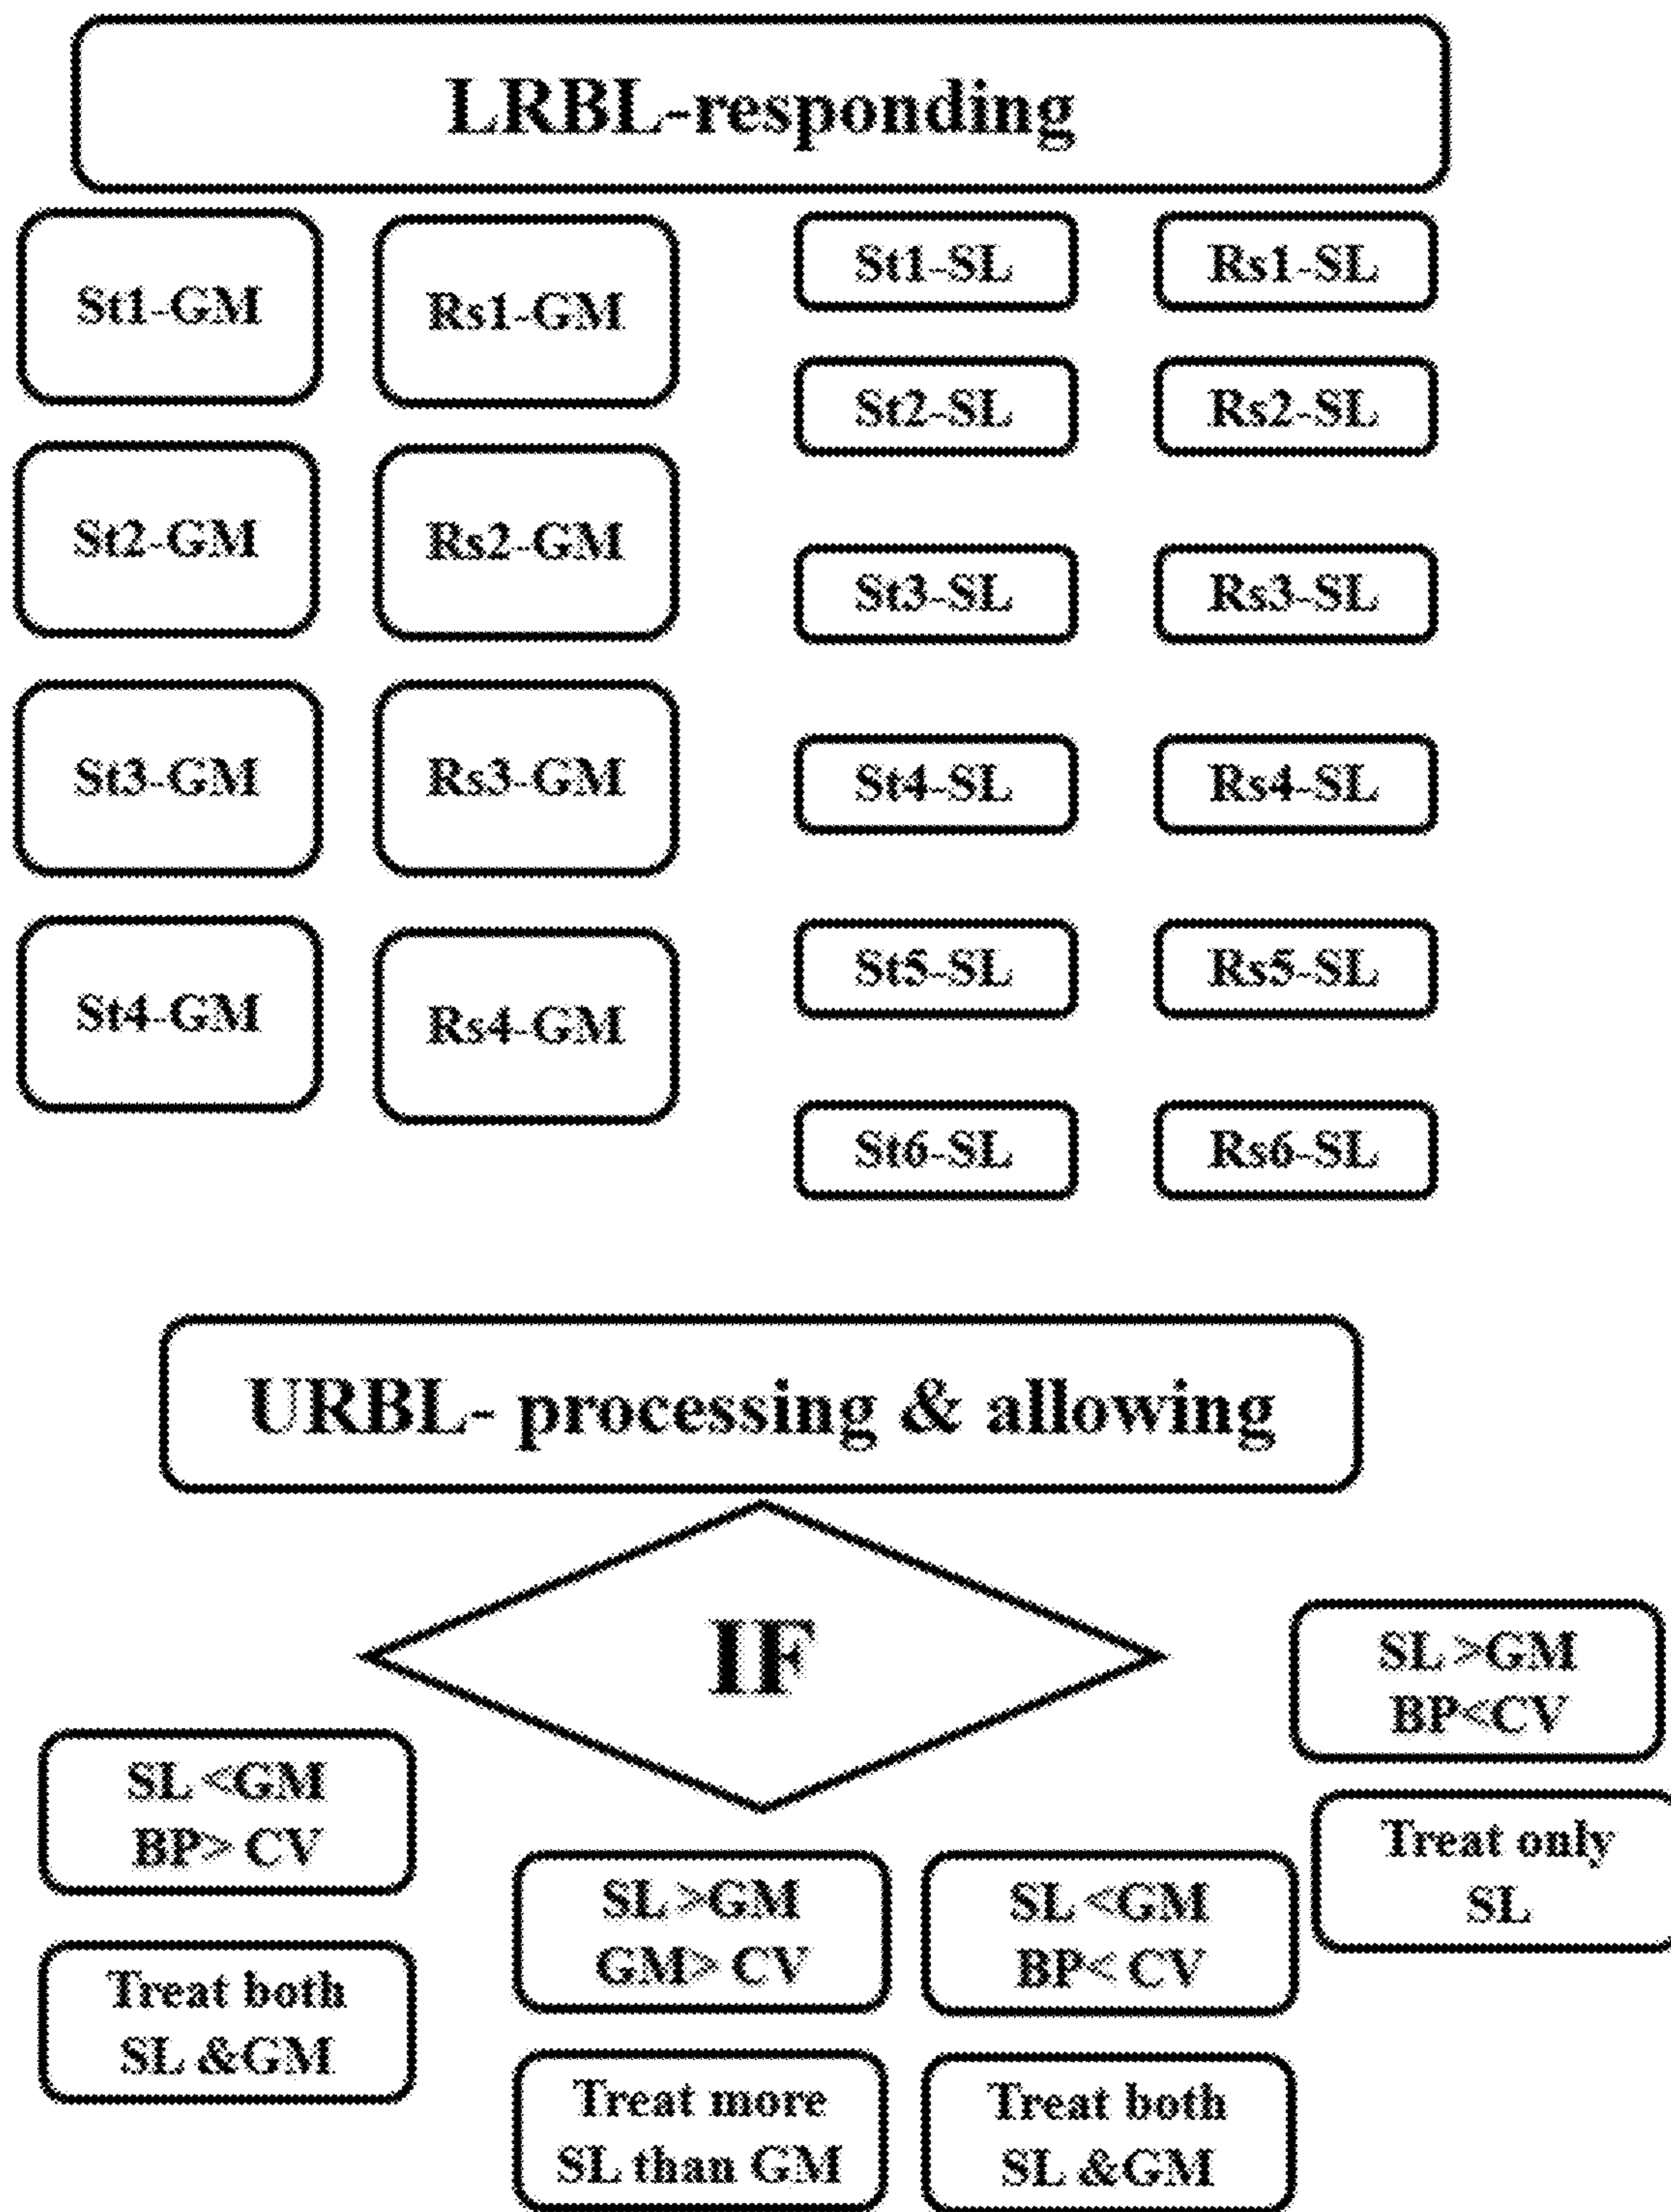 LRBL-responding
St1-GM
Rs1-GM
St1-SL
Rs1-SL
St2-SL
Rs2-SL
St2-GM
Rs2-GM
St3-SL
Rs3-SL
St3-GM
Rs3-GM
St4-SL
Rs4-SL
St4-GM
Rs4-GM
St5-SL
Rs5-SL
St6-SL
Rs6-SL
URBL- processing & allowing
IF
SL <GM
BP> CV
Treat both
SL &GM
SL >GM
GM> CV
Treat more
SL than GM
SL <GM
BP< CV
Treat both
SL &GM
SL >GM
BP<CV
Treat only
SL